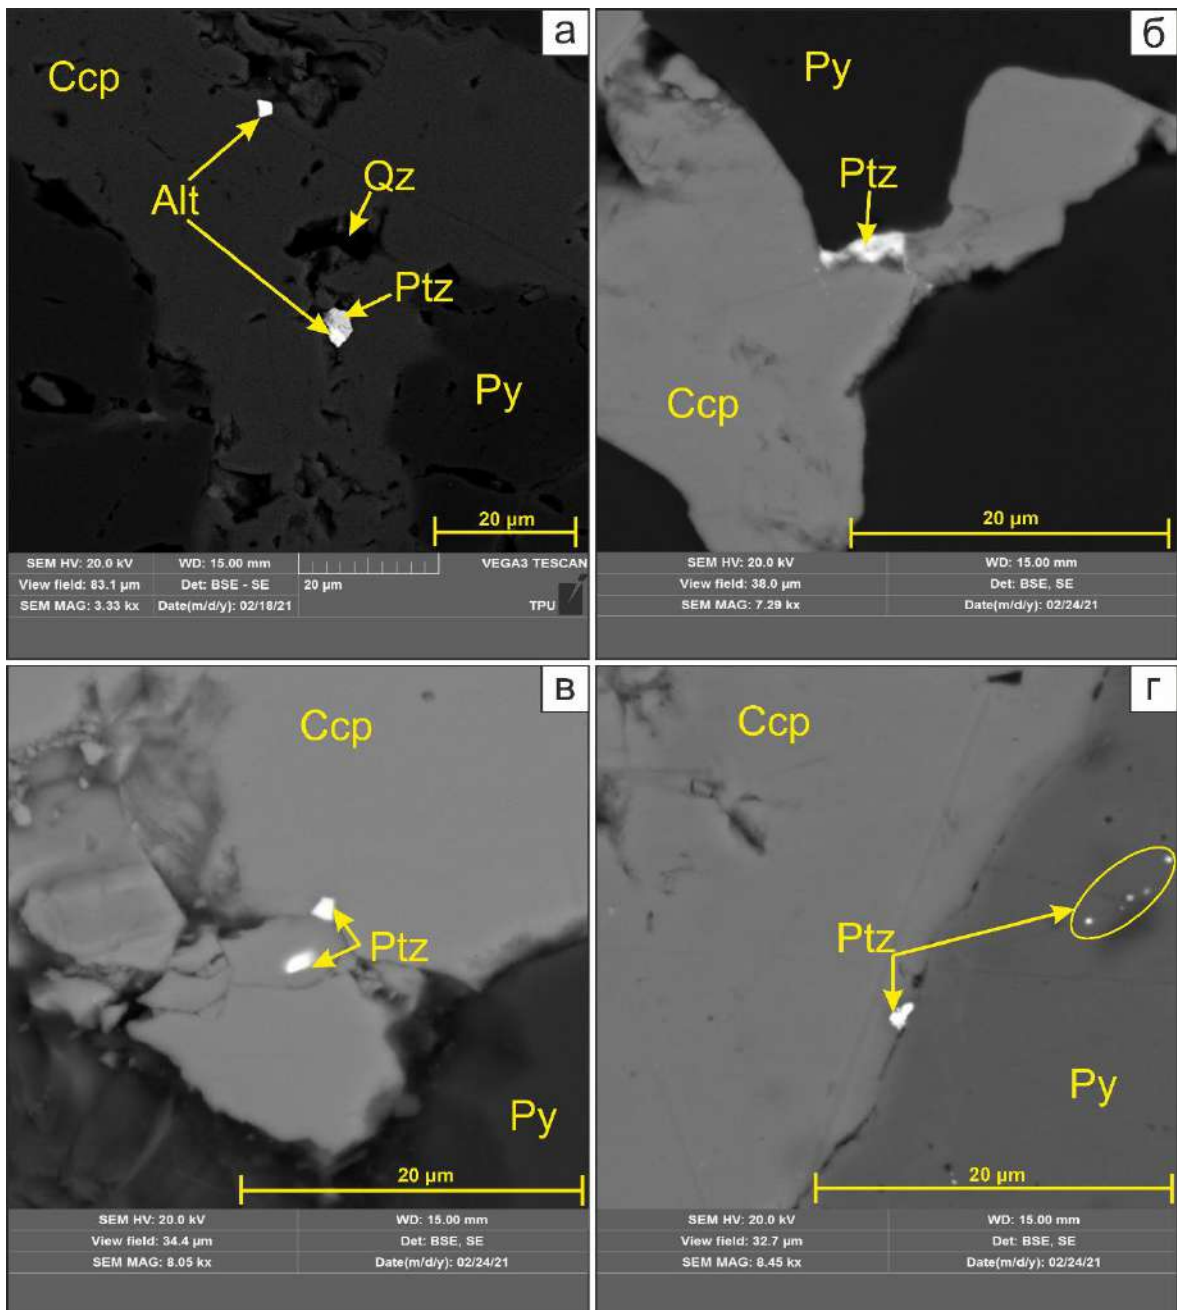 а
Ccp
Qz
Alt
Ptz
Py
20 µm
SEM HV: 20.0 kV WD: 15.00 mm VEGA3 TESCAN
View field: 83.1 µm Det: BSE - SE 20 µm
SEM MAG: 3.33 kx Date(m/d/y): 02/18/21 TPU
б
Py
Ptz
Ccp
20 µm
SEM HV: 20.0 kV WD: 15.00 mm
View field: 38.0 µm Det: BSE, SE
SEM MAG: 7.29 kx Date(m/d/y): 02/24/21
в
Ccp
Ptz
Py
20 µm
SEM HV: 20.0 kV WD: 15.00 mm
View field: 34.4 µm Det: BSE, SE
SEM MAG: 8.05 kx Date(m/d/y): 02/24/21
г
Ccp
Ptz
Py
20 µm
SEM HV: 20.0 kV WD: 15.00 mm
View field: 32.7 µm Det: BSE, SE
SEM MAG: 8.45 kx Date(m/d/y): 02/24/21